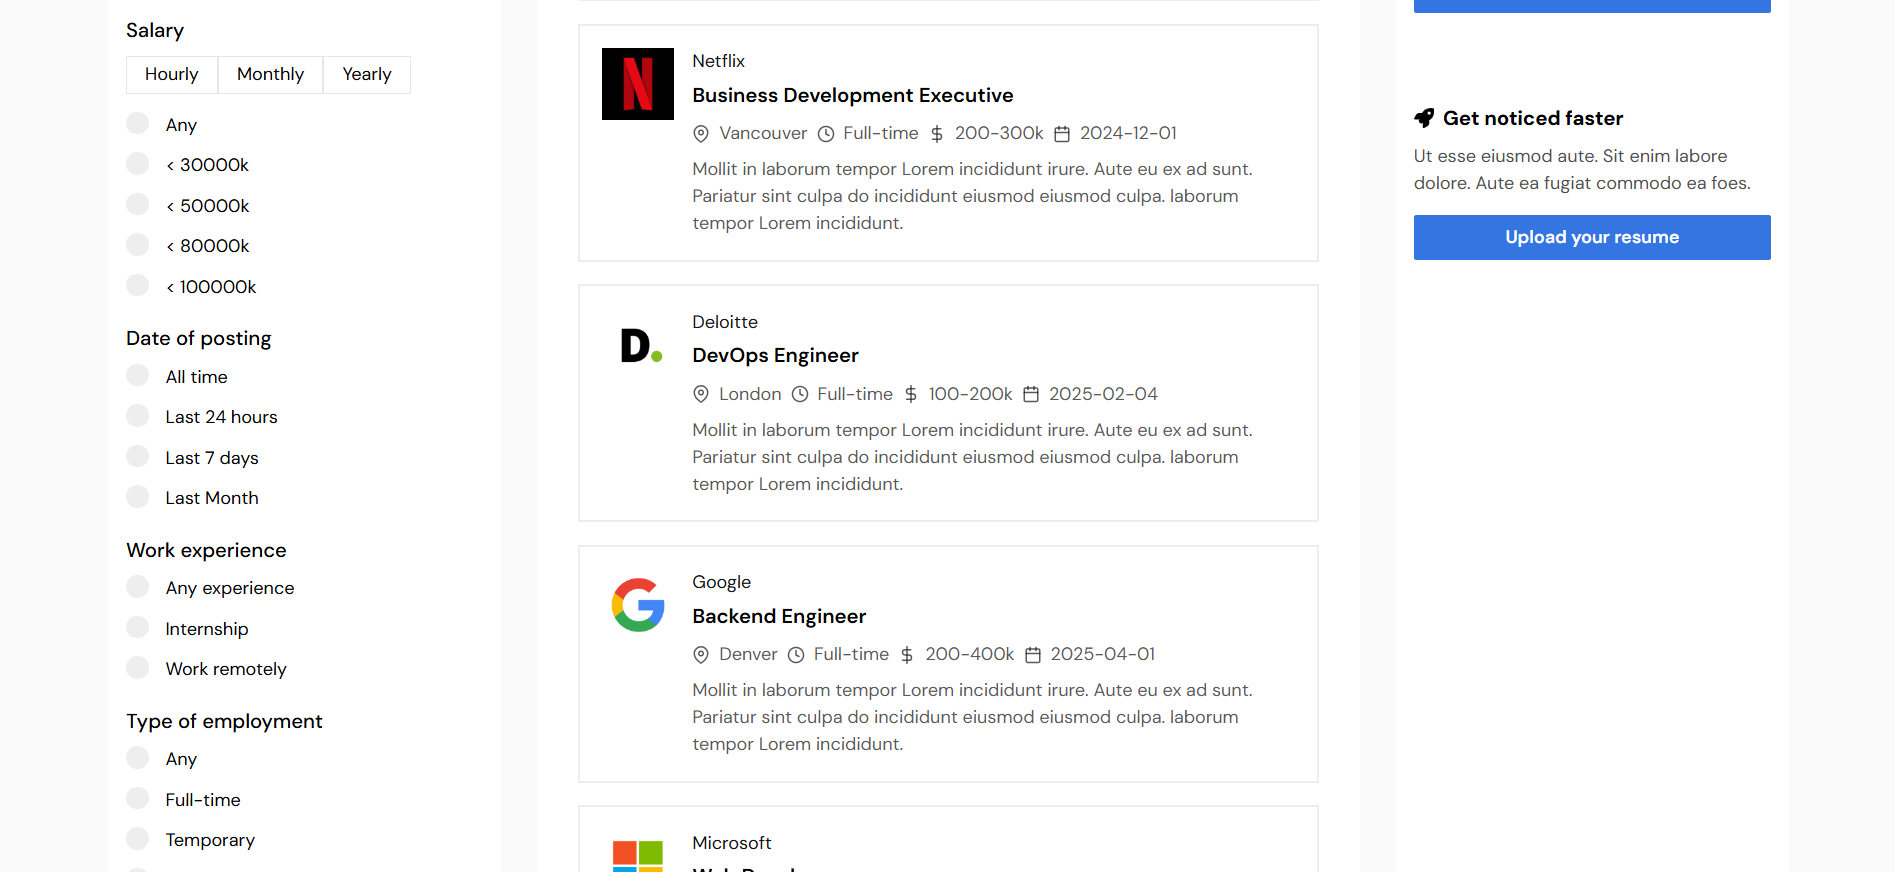 Salary
Hourly Monthly Yearly
Any
< 30000k
< 50000k
< 80000k
< 100000k
Date of posting
All time
Last 24 hours
Last 7 days
Last Month
Work experience
Any experience
Internship
Work remotely
Type of employment
Any
Full-time
Temporary
Netflix
Business Development Executive
Vancouver Full-time 200-300k 2024-12-01
Mollit in laborum tempor Lorem incididunt irure. Aute eu ex ad sunt.
Pariatur sint culpa do incididunt eiusmod eiusmod culpa. laborum
tempor Lorem incididunt.
D.
Deloitte
DevOps Engineer
London Full-time 100-200k 2025-02-04
Mollit in laborum tempor Lorem incididunt irure. Aute eu ex ad sunt.
Pariatur sint culpa do incididunt eiusmod eiusmod culpa. laborum
tempor Lorem incididunt.
Google
Backend Engineer
Denver Full-time 200-400k 2025-04-01
Mollit in laborum tempor Lorem incididunt irure. Aute eu ex ad sunt.
Pariatur sint culpa do incididunt eiusmod eiusmod culpa. laborum
tempor Lorem incididunt.
Microsoft
Get noticed faster
Ut esse eiusmod aute. Sit enim labore
dolore. Aute ea fugiat commodo ea foes.
Upload your resume